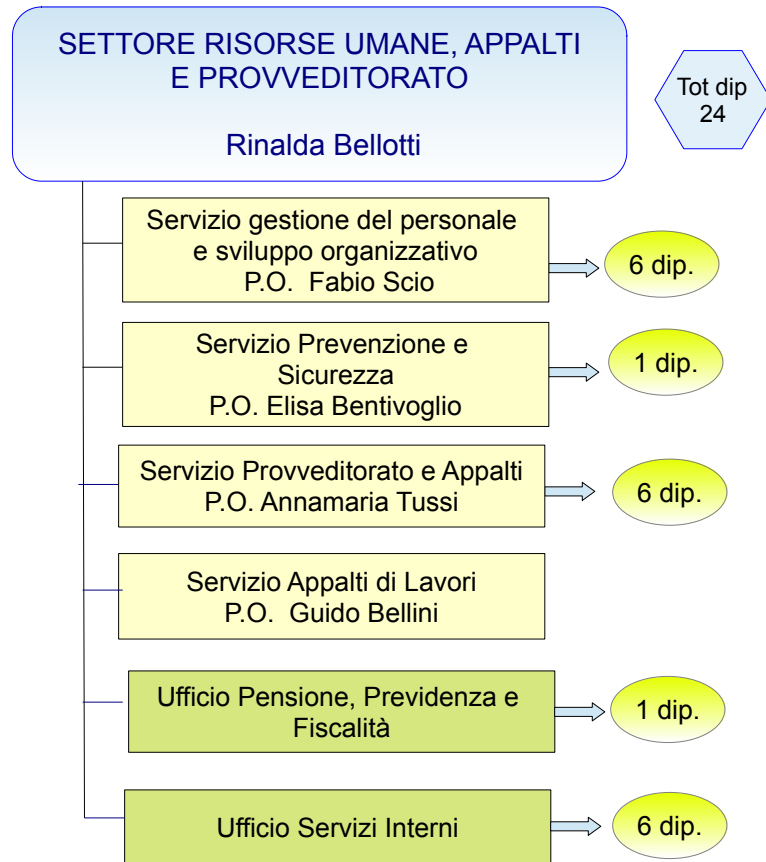 SETTORE RISORSE UMANE, APPALTI
E PROVVEDITORATO
Rinalda Bellotti
Tot dip
24
Servizio gestione del personale
e sviluppo organizzativo
P.O. Fabio Scio
6 dip.
Servizio Prevenzione e
Sicurezza
P.O. Elisa Bentivoglio
1 dip.
Servizio Provveditorato e Appalti
P.O. Annamaria Tussi
6 dip.
Servizio Appalti di Lavori
P.O. Guido Bellini
Ufficio Pensione, Previdenza e
Fiscalità
1 dip.
Ufficio Servizi Interni
6 dip.